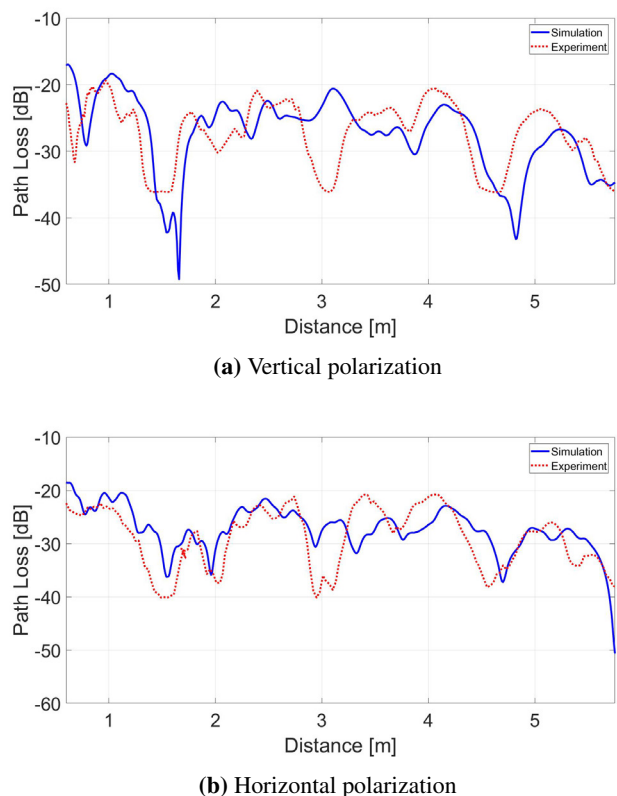 -10
Simulation
Experiment
-20
-30
-40
-50
Path Loss [dB]
1 2 3 4 5
Distance [m]
(a) Vertical polarization
-10
Simulation
Experiment
-20
-30
-40
-50
-60
Path Loss [dB]
1 2 3 4 5
Distance [m]
(b) Horizontal polarization